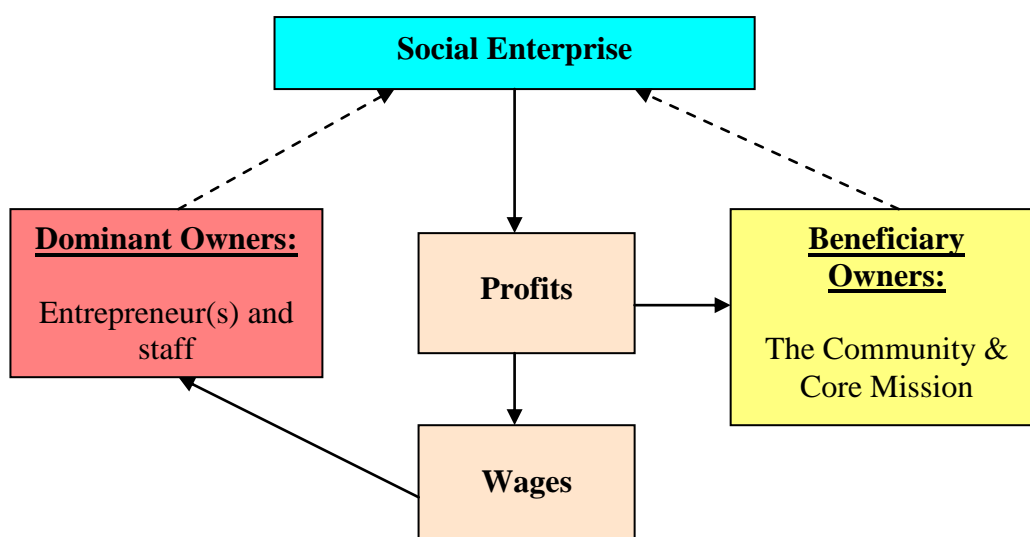 Social Enterprise
Dominant Owners:
Entrepreneur(s) and
staff
Profits
Beneficiary
Owners:
The Community &
Core Mission
Wages